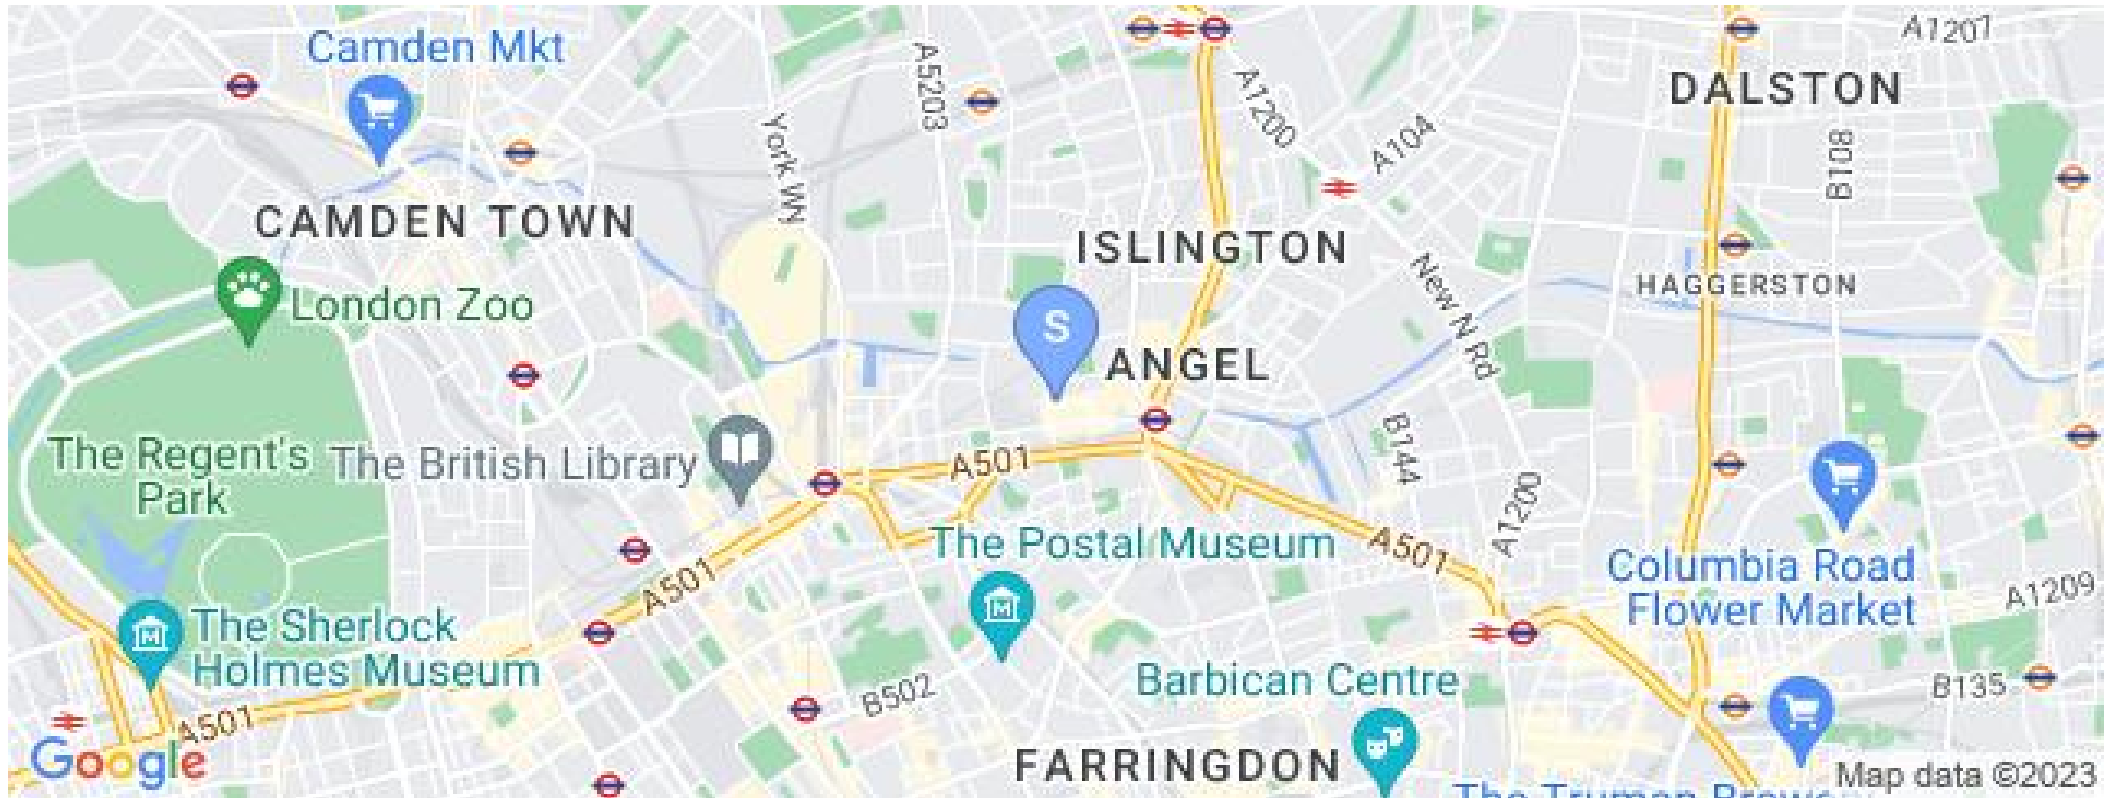 A1207
Camden Mkt
A5203
A1200
DALSTON
A104
York Wy
B108
CAMDEN TOWN
ISLINGTON
New N Rd
HAGGERSTON
London Zoo
S
ANGEL
B144
The Regent's
Park
The British Library
A501
A1200
The Postal Museum
A501
A501
Columbia Road
Flower Market
A1209
The Sherlock
Holmes Museum
Barbican Centre
B502
B135
A501
Google
FARRINGDON
Map data ©2023
The Truman